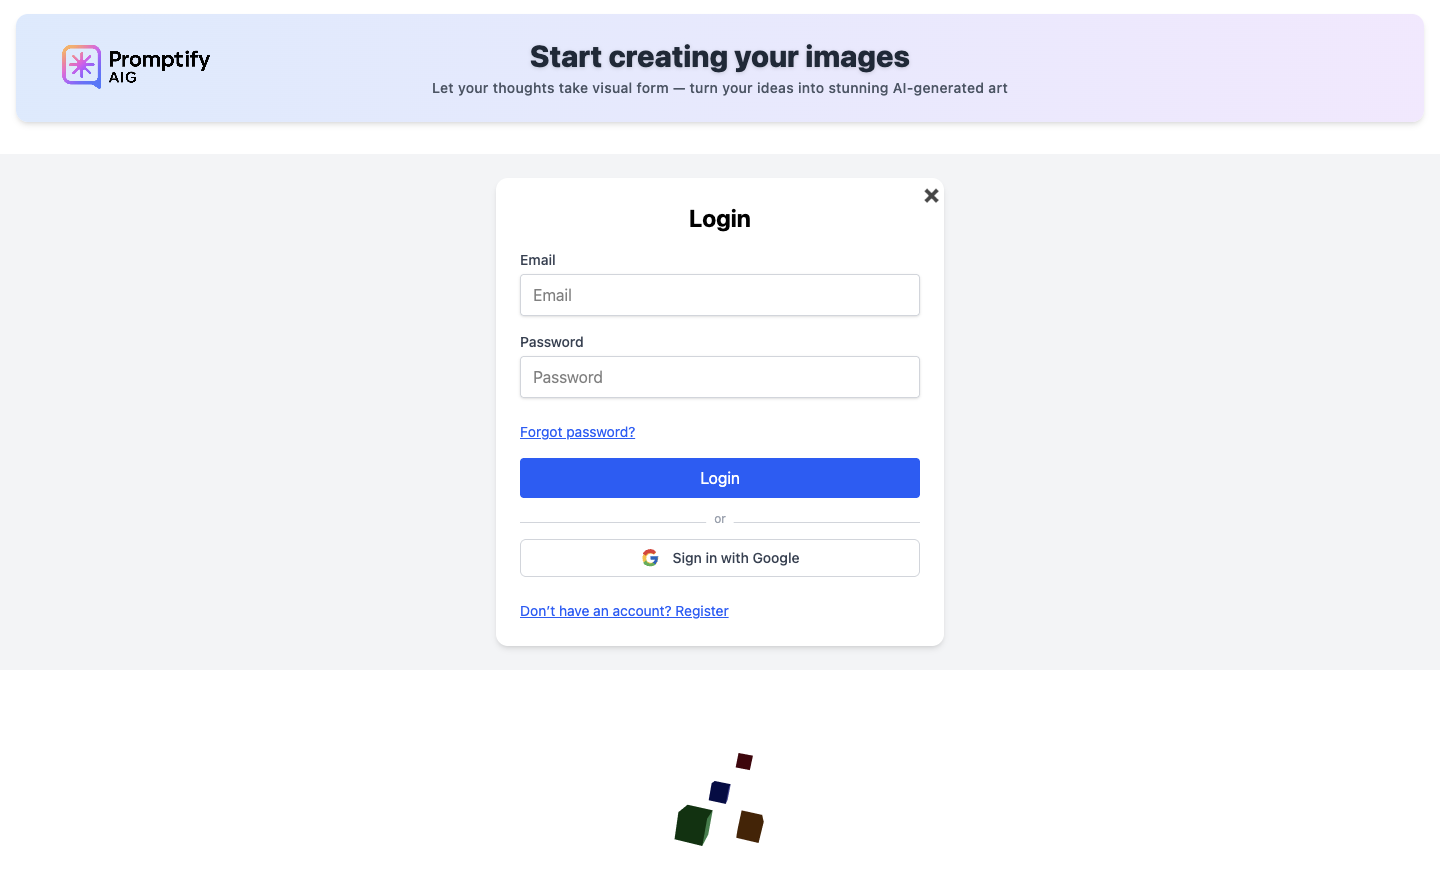 Promptify
AIG
Start creating your images
Let your thoughts take visual form — turn your ideas into stunning AI-generated art
Login
Email
Email
Password
Password
Forgot password?
Login
or
Sign in with Google
Don’t have an account? Register